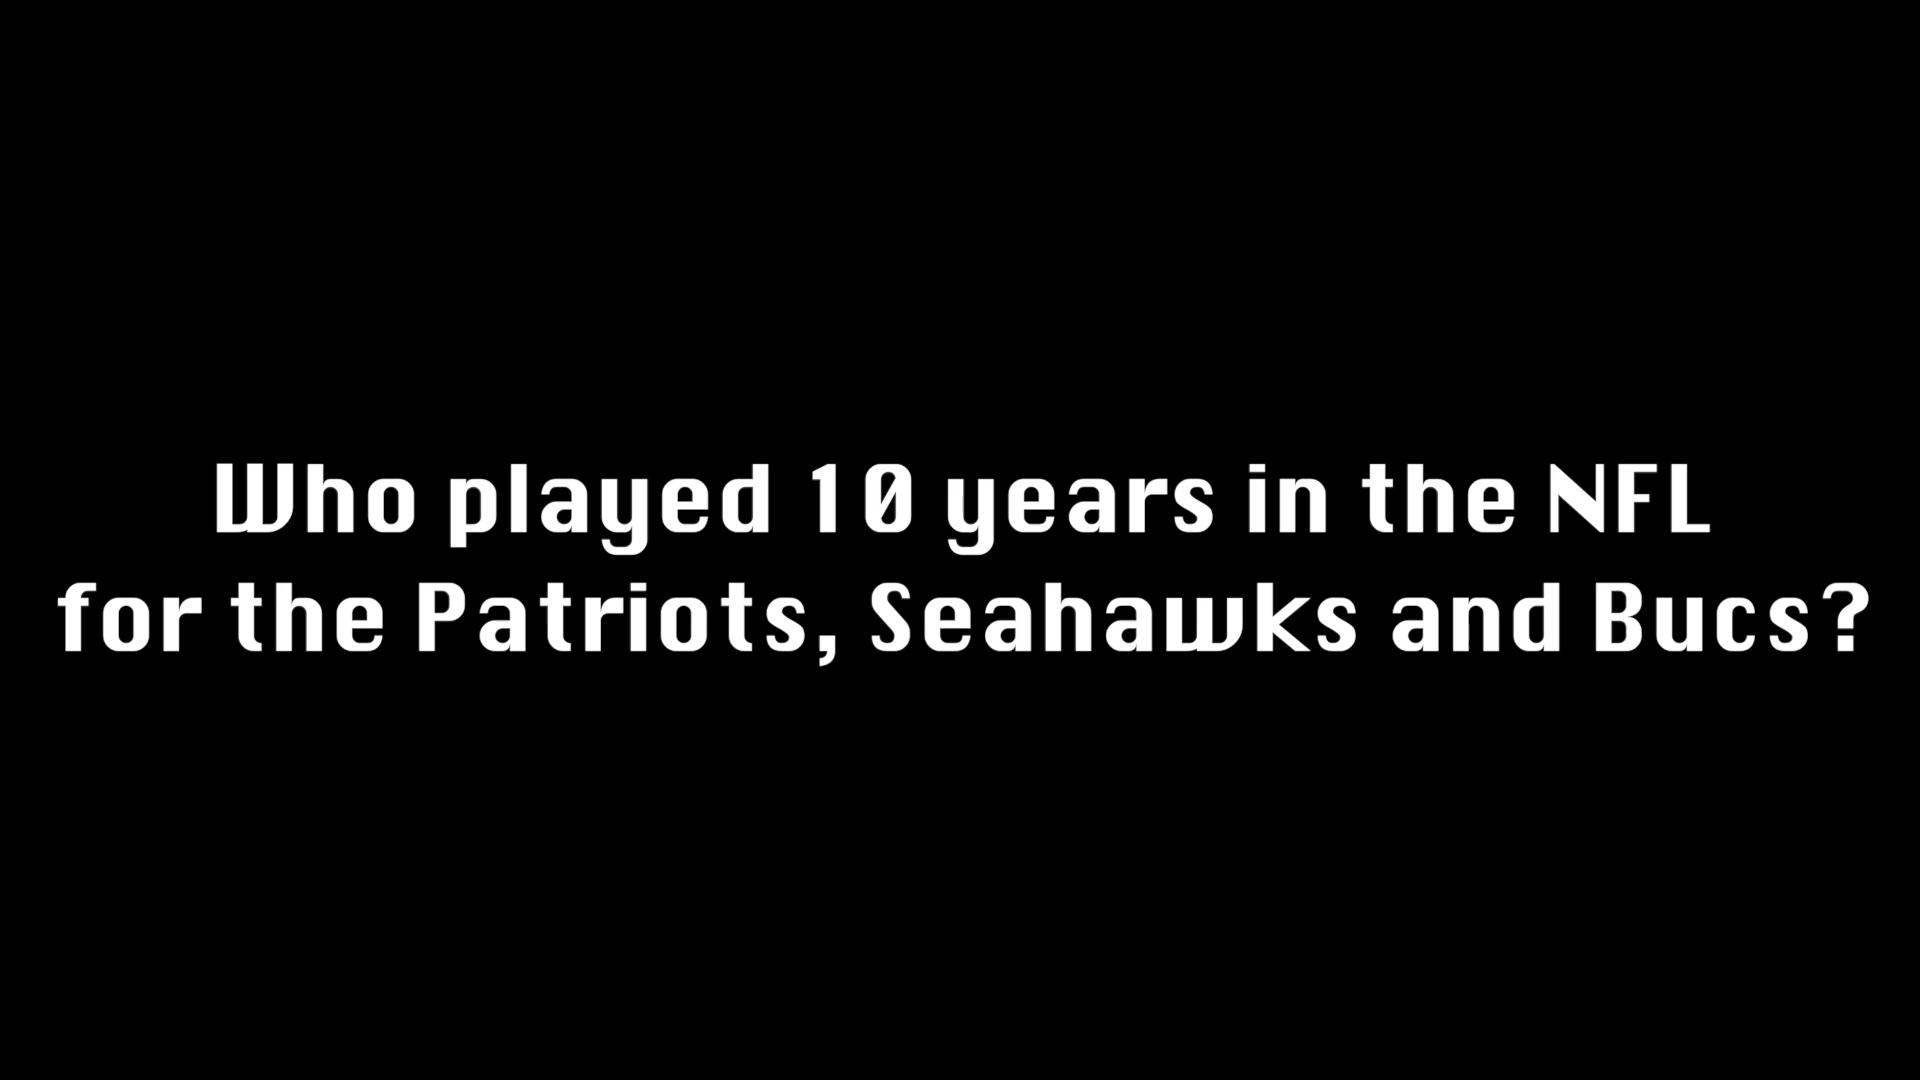 Who played 10 years in the NFL
for the Patriots, Seahawks and Bucs?